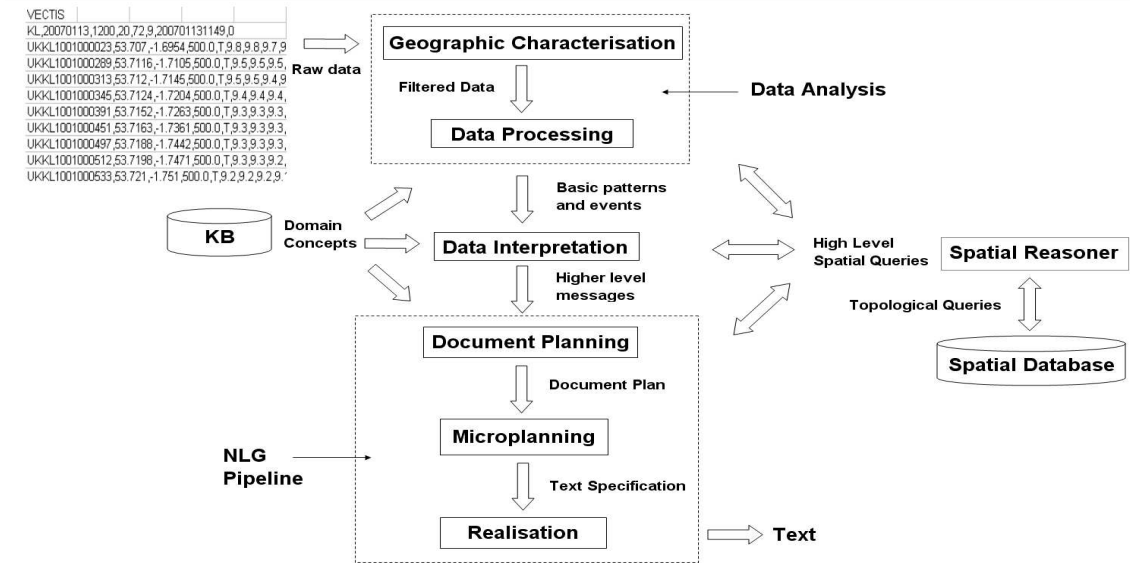 VECTIS
KL,20070113,1200,20,72,9,200701131149,0
UKKL1001000023,53.707,-1.6954,500.0,T,9.8,9.8,9.7,9
UKKL1001000289,53.7116,-1.7105,500.0,T,9.5,9.5,9.5,
UKKL1001000313,53.712,-1.7145,500.0,T,9.5,9.5,9.4,9
UKKL1001000345,53.7124,-1.7204,500.0,T,9.4,9.4,9.4,
UKKL1001000391,53.7152,-1.7263,500.0,T,9.3,9.3,9.3,
UKKL1001000451,53.7163,-1.7361,500.0,T,9.3,9.3,9.3,
UKKL1001000497,53.7188,-1.7442,500.0,T,9.3,9.3,9.3,
UKKL1001000512,53.7198,-1.7471,500.0,T,9.3,9.3,9.2,
UKKL1001000533,53.721,-1.751,500.0,T,9.2,9.2,9.2,9.
Raw data
Geographic Characterisation
Filtered Data
Data Processing
Data Analysis
Basic patterns
and events
KB
Domain
Concepts
Data Interpretation
High Level
Spatial Queries
Spatial Reasoner
Higher level
messages
Topological Queries
Spatial Database
Document Planning
Document Plan
Microplanning
NLG
Pipeline
Text Specification
Realisation
Text